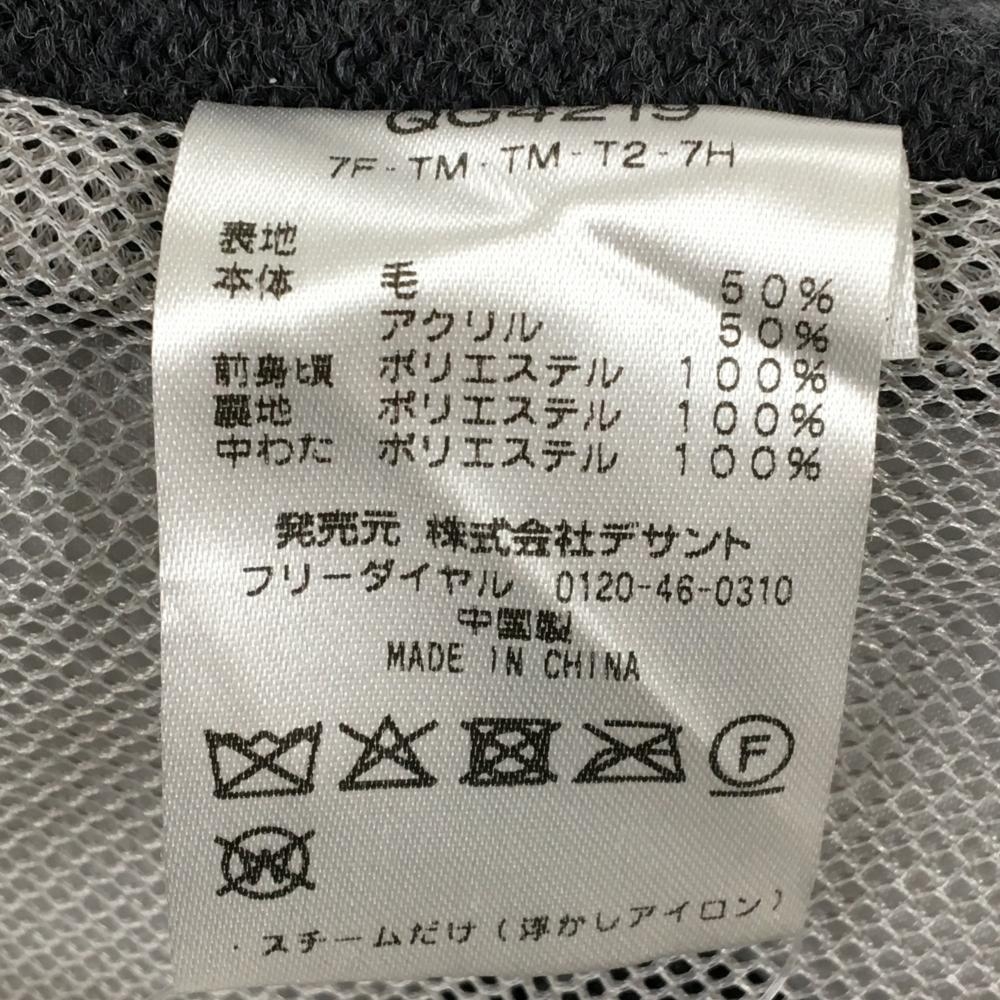 QG4219
7F-TM-TM-T2-7H
表地
本体 毛 50%
アクリル 50%
前身頃 ポリエステル 100%
裏地 ポリエステル 100%
中わた ポリエステル 100%
発売元 株式会社デサント
フリーダイヤル 0120-46-0310
中国製
MADE IN CHINA
F
W
・スチームだけ(浮かしアイロン)